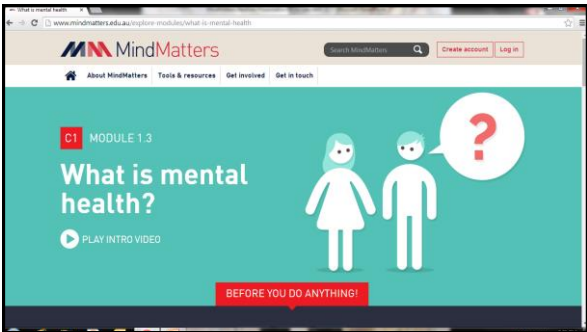 What is mental health
www.mindmatters.edu.au/explore-modules/what-is-mental-health
MindMatters
Search MindMatters
Create account
Log in
About MindMatters Tools & resources Get involved Get in touch
C1 MODULE 1.3
What is mental
health?
PLAY INTRO VIDEO
?
BEFORE YOU DO ANYTHING!